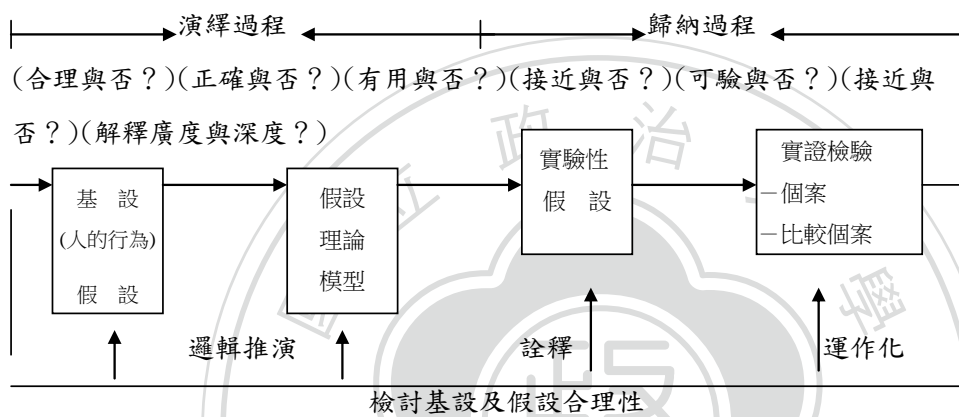 演繹過程
歸納過程
(合理與否？)(正確與否？)(有用與否？)(接近與否？)(可驗與否？)(接近與
否？)(解釋廣度與深度？)
基　設
(人的行為)
假　設
假設
理論
模型
實驗性
假　設
實證檢驗
－個案
－比較個案
邏輯推演
詮釋
運作化
檢討基設及假設合理性
立 政 治
學